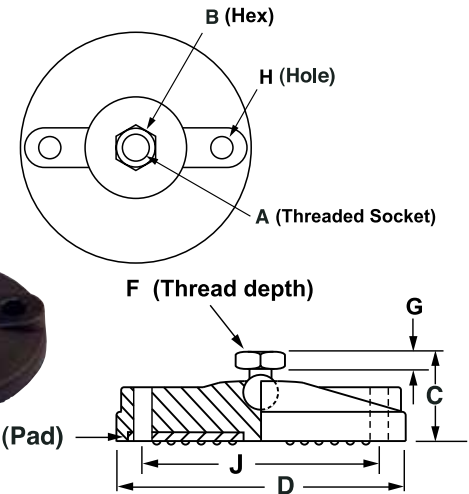 B (Hex)
H (Hole)
A (Threaded Socket)
F (Thread depth)
G
C
(Pad)
J
D